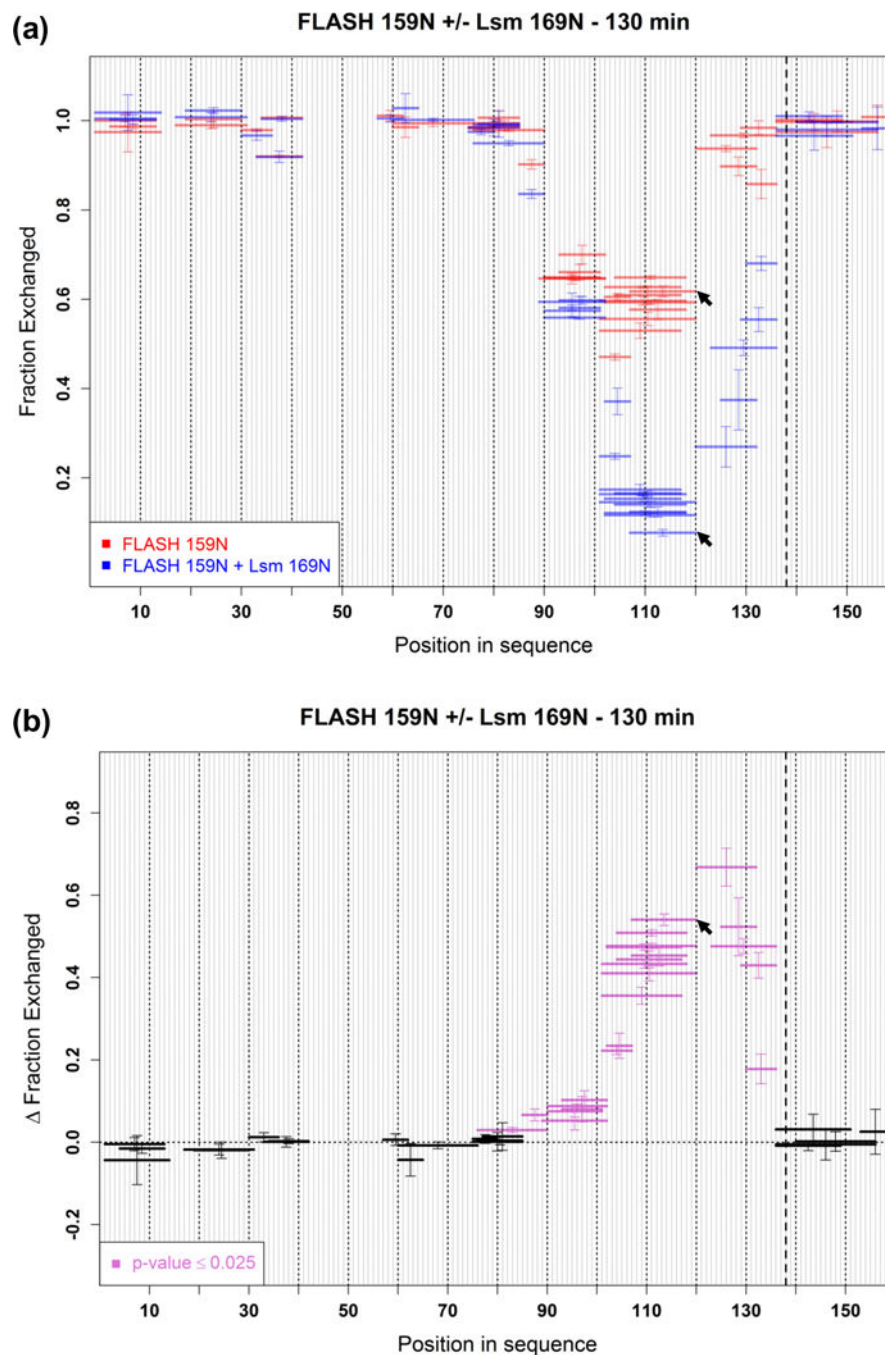 (a)
FLASH 159N +/- Lsm 169N - 130 min
Fraction Exchanged
1.0
0.8
0.6
0.4
0.2
FLASH 159N
FLASH 159N + Lsm 169N
10 30 50 70 90 110 130 150
Position in sequence
(b)
FLASH 159N +/- Lsm 169N - 130 min
Δ Fraction Exchanged
0.8
0.6
0.4
0.2
0.0
-0.2
p-value ≤ 0.025
10 30 50 70 90 110 130 150
Position in sequence